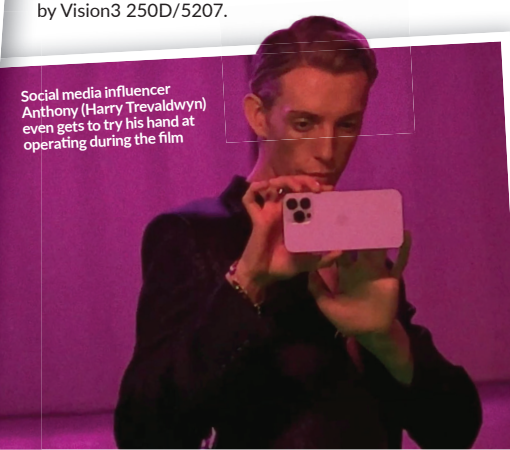 by Vision3 250D/5207.
Social media influencer
Anthony (Harry Trevaldwyn)
even gets to try his hand at
operating during the film